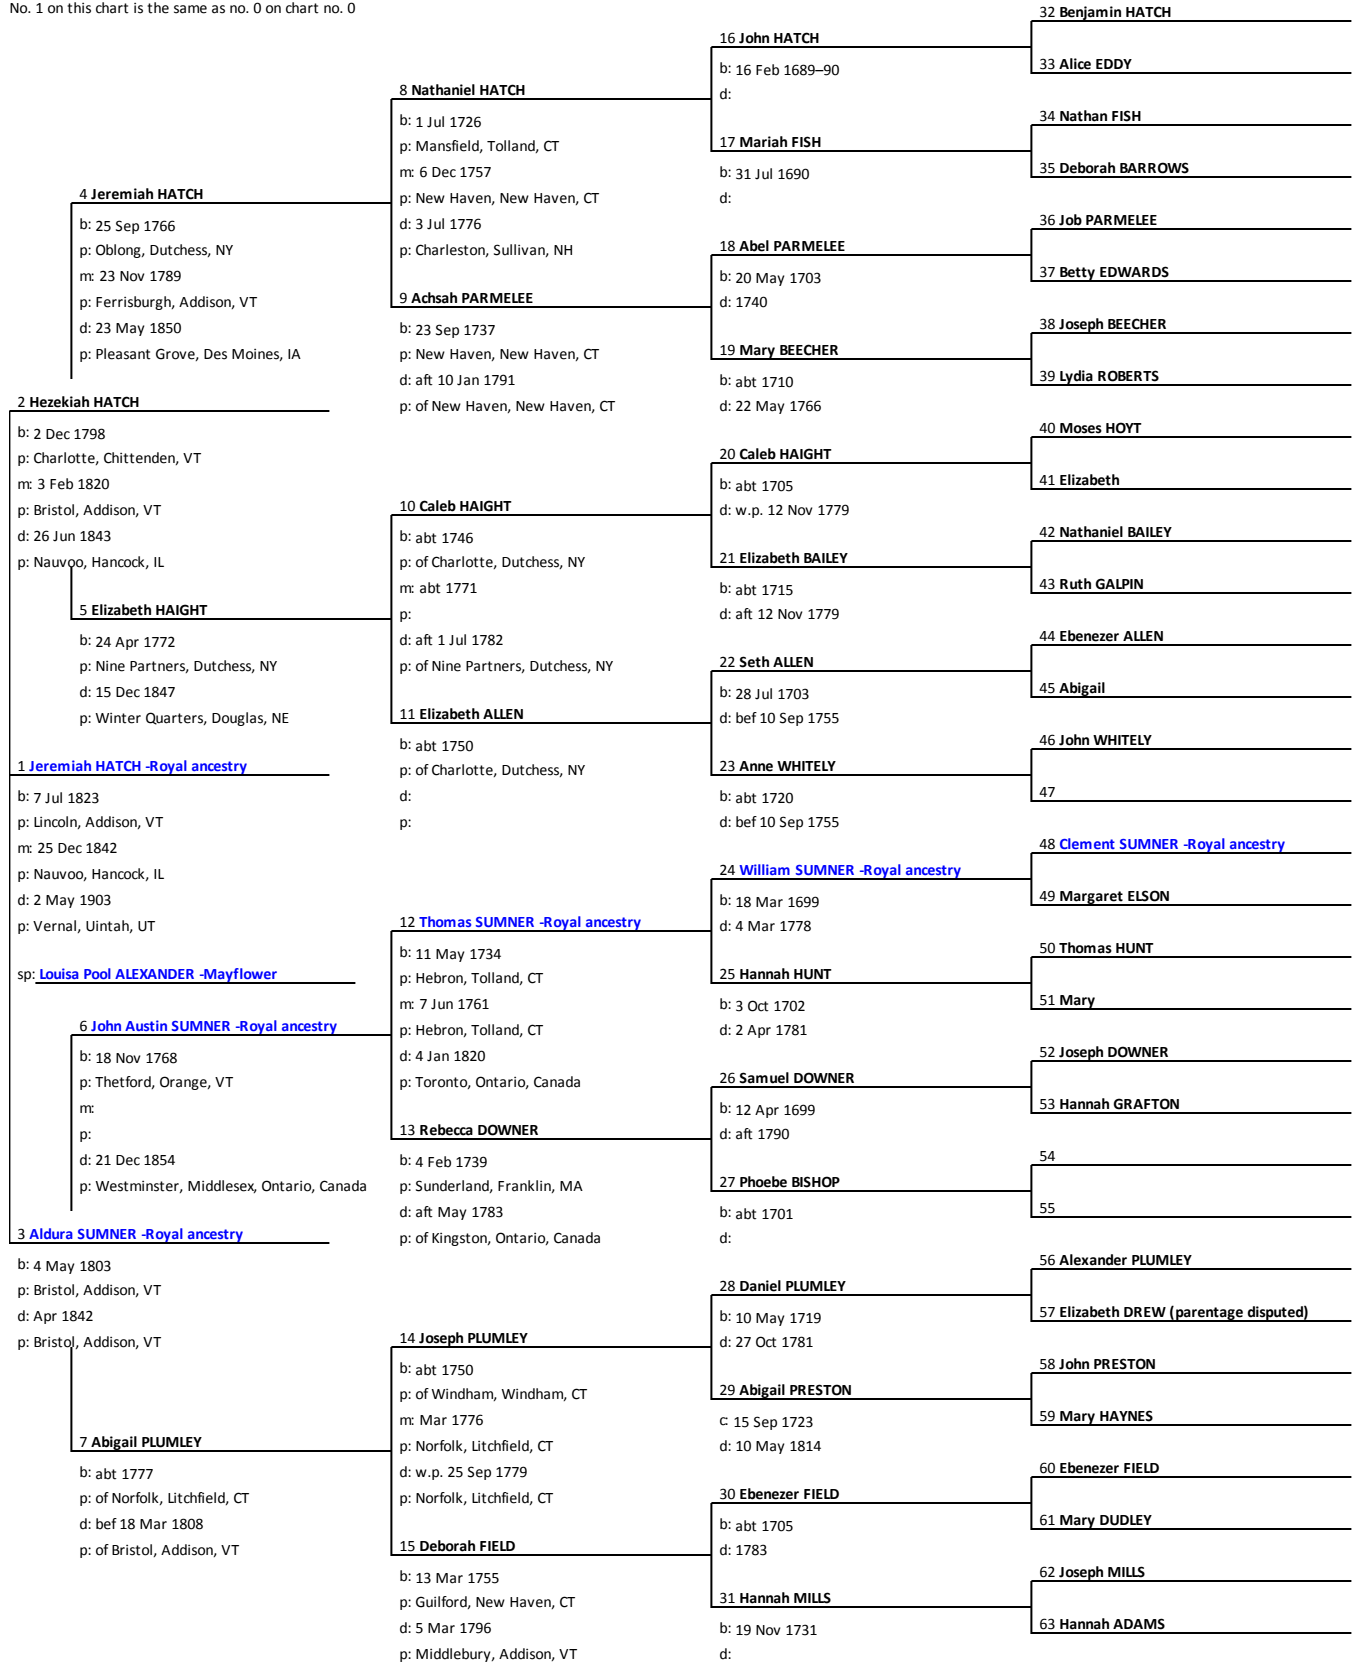 No. 1 on this chart is the same as no. 0 on chart no. 0
32 Benjamin HATCH
16 John HATCH
b: 16 Feb 1689–90
d:
33 Alice EDDY
8 Nathaniel HATCH
b: 1 Jul 1726
p: Mansfield, Tolland, CT
m: 6 Dec 1757
p: New Haven, New Haven, CT
d: 3 Jul 1776
p: Charleston, Sullivan, NH
34 Nathan FISH
17 Mariah FISH
b: 31 Jul 1690
d:
35 Deborah BARROWS
4 Jeremiah HATCH
b: 25 Sep 1766
p: Oblong, Dutchess, NY
m: 23 Nov 1789
p: Ferrisburgh, Addison, VT
d: 23 May 1850
p: Pleasant Grove, Des Moines, IA
36 Job PARMELEE
18 Abel PARMELEE
b: 20 May 1703
d: 1740
37 Betty EDWARDS
9 Achsah PARMELEE
b: 23 Sep 1737
p: New Haven, New Haven, CT
d: aft 10 Jan 1791
p: of New Haven, New Haven, CT
38 Joseph BEECHER
19 Mary BEECHER
b: abt 1710
d: 22 May 1766
39 Lydia ROBERTS
2 Hezekiah HATCH
b: 2 Dec 1798
p: Charlotte, Chittenden, VT
m: 3 Feb 1820
p: Bristol, Addison, VT
d: 26 Jun 1843
p: Nauvoo, Hancock, IL
40 Moses HOYT
20 Caleb HAIGHT
b: abt 1705
d: w.p. 12 Nov 1779
41 Elizabeth
10 Caleb HAIGHT
b: abt 1746
p: of Charlotte, Dutchess, NY
m: abt 1771
p:
d: aft 1 Jul 1782
p: of Nine Partners, Dutchess, NY
42 Nathaniel BAILEY
21 Elizabeth BAILEY
b: abt 1715
d: aft 12 Nov 1779
43 Ruth GALPIN
5 Elizabeth HAIGHT
b: 24 Apr 1772
p: Nine Partners, Dutchess, NY
d: 15 Dec 1847
p: Winter Quarters, Douglas, NE
44 Ebenezer ALLEN
22 Seth ALLEN
b: 28 Jul 1703
d: bef 10 Sep 1755
45 Abigail
11 Elizabeth ALLEN
b: abt 1750
p: of Charlotte, Dutchess, NY
d:
p:
46 John WHITELY
23 Anne WHITELY
b: abt 1720
d: bef 10 Sep 1755
47
1 Jeremiah HATCH -Royal ancestry
b: 7 Jul 1823
p: Lincoln, Addison, VT
m: 25 Dec 1842
p: Nauvoo, Hancock, IL
d: 2 May 1903
p: Vernal, Uintah, UT
sp: Louisa Pool ALEXANDER -Mayflower
48 Clement SUMNER -Royal ancestry
24 William SUMNER -Royal ancestry
b: 18 Mar 1699
d: 4 Mar 1778
49 Margaret ELSON
12 Thomas SUMNER -Royal ancestry
b: 11 May 1734
p: Hebron, Tolland, CT
m: 7 Jun 1761
p: Hebron, Tolland, CT
d: 4 Jan 1820
p: Toronto, Ontario, Canada
50 Thomas HUNT
25 Hannah HUNT
b: 3 Oct 1702
d: 2 Apr 1781
51 Mary
6 John Austin SUMNER -Royal ancestry
b: 18 Nov 1768
p: Thetford, Orange, VT
m:
p:
d: 21 Dec 1854
p: Westminster, Middlesex, Ontario, Canada
52 Joseph DOWNER
26 Samuel DOWNER
b: 12 Apr 1699
d: aft 1790
53 Hannah GRAFTON
13 Rebecca DOWNER
b: 4 Feb 1739
p: Sunderland, Franklin, MA
d: aft May 1783
p: of Kingston, Ontario, Canada
54
27 Phoebe BISHOP
b: abt 1701
d:
55
3 Aldura SUMNER -Royal ancestry
b: 4 May 1803
p: Bristol, Addison, VT
d: Apr 1842
p: Bristol, Addison, VT
56 Alexander PLUMLEY
28 Daniel PLUMLEY
b: 10 May 1719
d: 27 Oct 1781
57 Elizabeth DREW (parentage disputed)
14 Joseph PLUMLEY
b: abt 1750
p: of Windham, Windham, CT
m: Mar 1776
p: Norfolk, Litchfield, CT
d: w.p. 25 Sep 1779
p: Norfolk, Litchfield, CT
58 John PRESTON
29 Abigail PRESTON
c: 15 Sep 1723
d: 10 May 1814
59 Mary HAYNES
7 Abigail PLUMLEY
b: abt 1777
p: of Norfolk, Litchfield, CT
d: bef 18 Mar 1808
p: of Bristol, Addison, VT
60 Ebenezer FIELD
30 Ebenezer FIELD
b: abt 1705
d: 1783
61 Mary DUDLEY
15 Deborah FIELD
b: 13 Mar 1755
p: Guilford, New Haven, CT
d: 5 Mar 1796
p: Middlebury, Addison, VT
62 Joseph MILLS
31 Hannah MILLS
b: 19 Nov 1731
d:
63 Hannah ADAMS